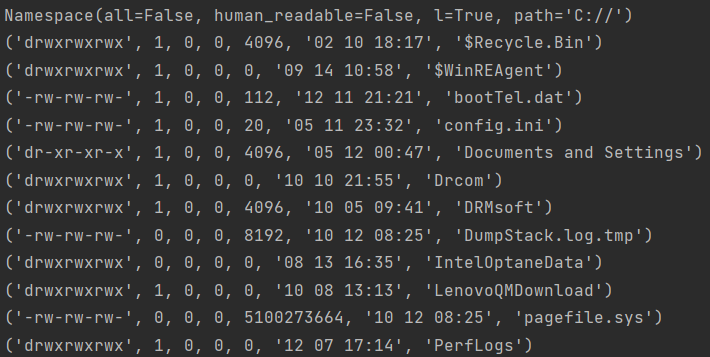 Namespace(all=False, human_readable=False, l=True, path='C://')
('drwxrwxrwx', 1, 0, 0, 4096, '02 10 18:17', '$Recycle.Bin')
('drwxrwxrwx', 1, 0, 0, 0, '09 14 10:58', '$WinREAgent')
('-rw-rw-rw-', 1, 0, 0, 112, '12 11 21:21', 'bootTel.dat')
('-rw-rw-rw-', 1, 0, 0, 20, '05 11 23:32', 'config.ini')
('dr-xr-xr-x', 1, 0, 0, 4096, '05 12 00:47', 'Documents and Settings')
('drwxrwxrwx', 1, 0, 0, 0, '10 10 21:55', 'Drcom')
('drwxrwxrwx', 1, 0, 0, 4096, '10 05 09:41', 'DRMsoft')
('-rw-rw-rw-', 0, 0, 0, 8192, '10 12 08:25', 'DumpStack.log.tmp')
('drwxrwxrwx', 0, 0, 0, 0, '08 13 16:35', 'IntelOptaneData')
('drwxrwxrwx', 1, 0, 0, 0, '10 08 13:13', 'LenovoQMDownload')
('-rw-rw-rw-', 0, 0, 0, 5100273664, '10 12 08:25', 'pagefile.sys')
('drwxrwxrwx', 1, 0, 0, 0, '12 07 17:14', 'PerfLogs')